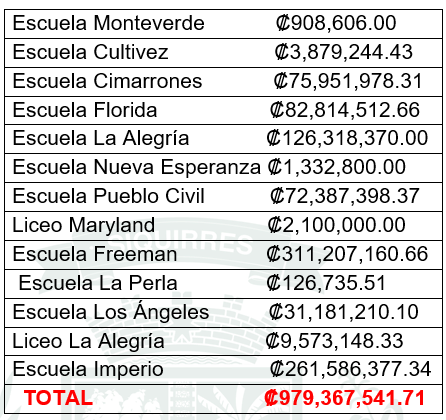 Escuela Monteverde ₡908,606.00
Escuela Cultivez ₡3,879,244.43
Escuela Cimarrones ₡75,951,978.31
Escuela Florida ₡82,814,512.66
Escuela La Alegría ₡126,318,370.00
Escuela Nueva Esperanza ₡1,332,800.00
Escuela Pueblo Civil ₡72,387,398.37
Liceo Maryland ₡2,100,000.00
SIQUIRRES
Escuela Freeman ₡311,207,160.66
Escuela La Perla ₡126,735.51
Escuela Los Ángeles ₡31,181,210.10
Liceo La Alegría ₡9,573,148.33
Escuela Imperio ₡261,586,377.34
TOTAL ₡979,367,541.71